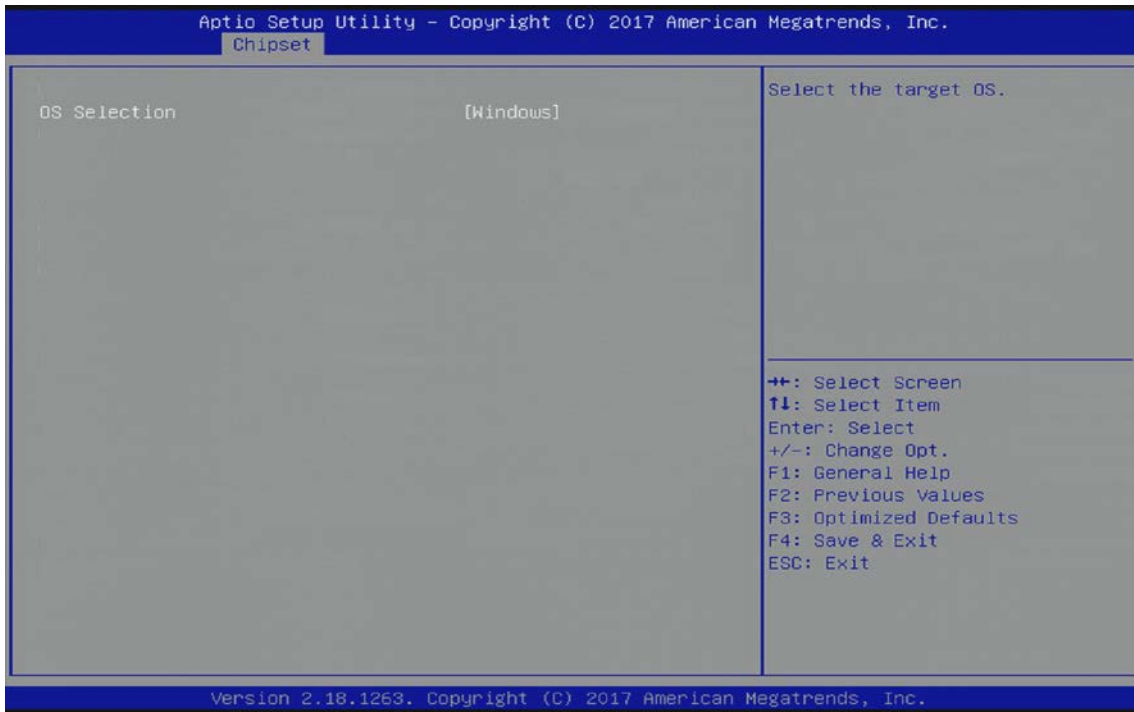 Aptio Setup Utility – Copyright (C) 2017 American Megatrends, Inc.
Chipset
OS Selection [Windows]
Select the target OS.
→←: Select Screen
↑↓: Select Item
Enter: Select
+/-: Change Opt.
F1: General Help
F2: Previous Values
F3: Optimized Defaults
F4: Save & Exit
ESC: Exit
Version 2.18.1263. Copyright (C) 2017 American Megatrends, Inc.